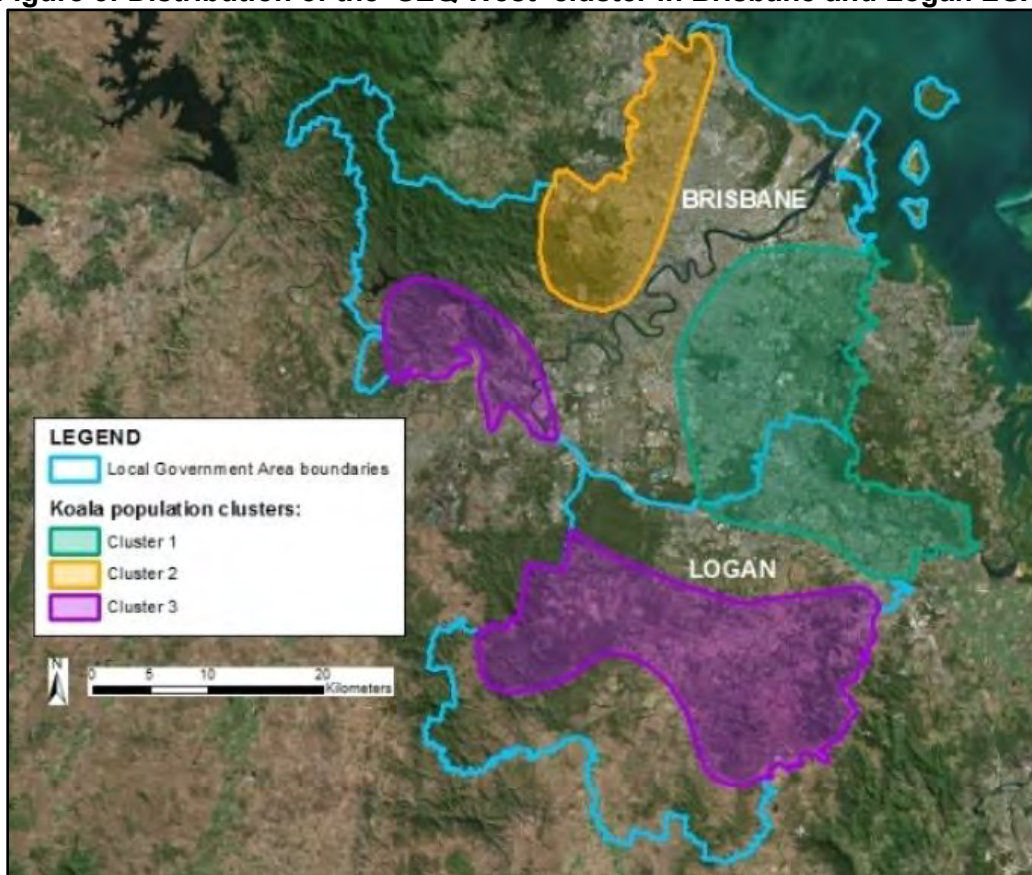 BRISBANE
LEGEND
Local Government Area boundaries
Koala population clusters:
Cluster 1
Cluster 2
Cluster 3
LOGAN
N
0 5 10 20
Kilometers